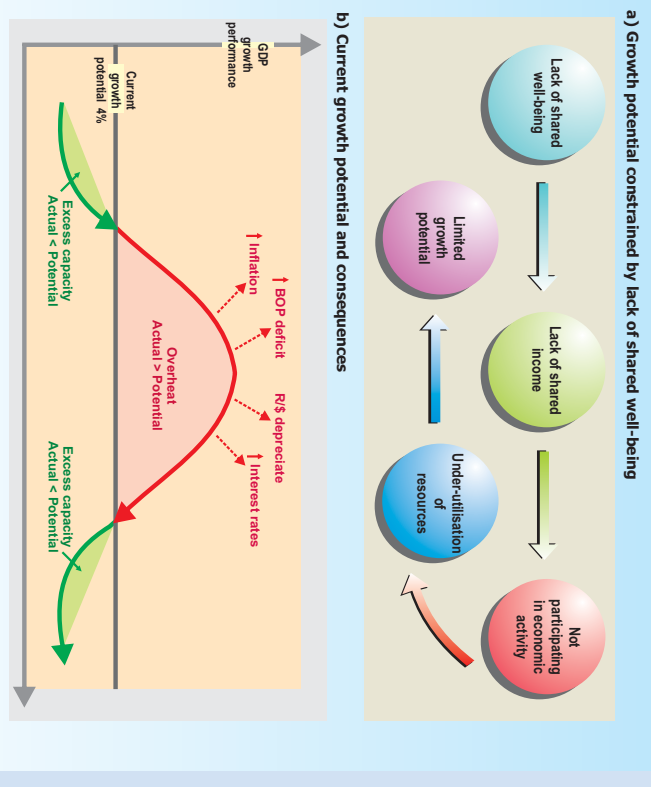 a) Growth potential constrained by lack of shared well-being
Lack of shared
well-being
Lack of shared
income
Not
participating
in economic
activity
Under-utilisation
of
resources
Limited
growth
potential
b) Current growth potential and consequences
GDP
growth
performance
Current
growth
potential 4%
↑ Inflation
↑ BOP deficit
R/$ depreciate
↑ Interest rates
Overheat
Actual > Potential
Excess capacity
Actual < Potential
Excess capacity
Actual < Potential